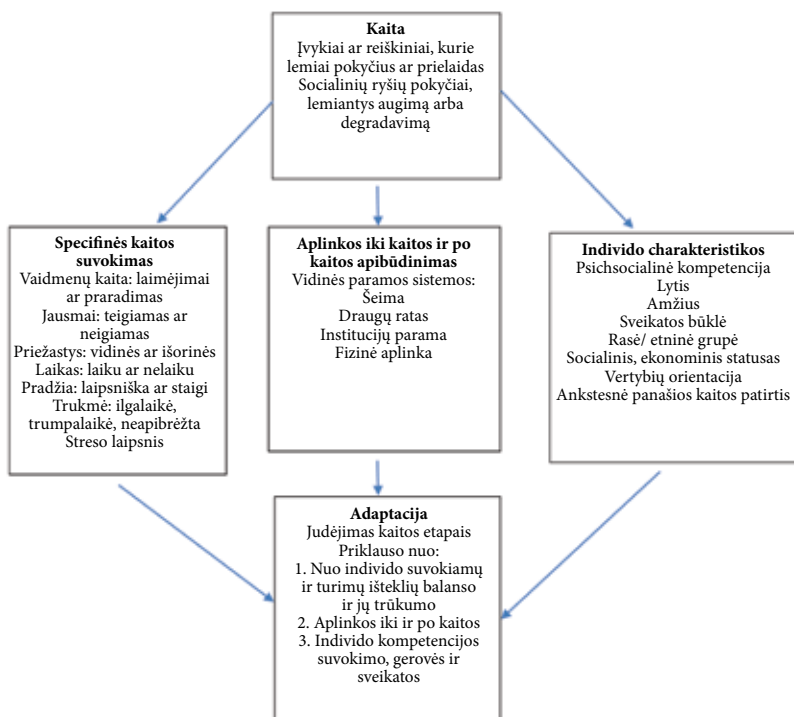 Kaita
Įvykiai ar reiškiniai, kurie
lemiai pokyčius ar prielaidas
Socialinių ryšių pokyčiai,
lemiantys augimą arba
degradavimą
Specifinės kaitos
suvokimas
Vaidmenų kaita: laimėjimai
ar praradimas
Jausmai: teigiamas ar
neigiamas
Priežastys: vidinės ar išorinės
Laikas: laiku ar nelaiku
Pradžia: laipsniška ar staigi
Trukmė: ilgalaikė,
trumpalaikė, neapibrėžta
Streso laipsnis
Aplinkos iki kaitos ir po
kaitos apibūdinimas
Vidinės paramos sistemos:
Šeima
Draugų ratas
Institucijų parama
Fizinė aplinka
Individo charakteristikos
Psichsocialinė kompetencija
Lytis
Amžius
Sveikatos būklė
Rasė/ etninė grupė
Socialinis, ekonominis statusas
Vertybių orientacija
Ankstesnė panašios kaitos patirtis
Adaptacija
Judėjimas kaitos etapais
Priklauso nuo:
1. Nuo individo suvokiamų
ir turimų išteklių balanso
ir jų trūkumo
2. Aplinkos iki ir po kaitos
3. Individo kompetencijos
suvokimo, gerovės ir
sveikatos